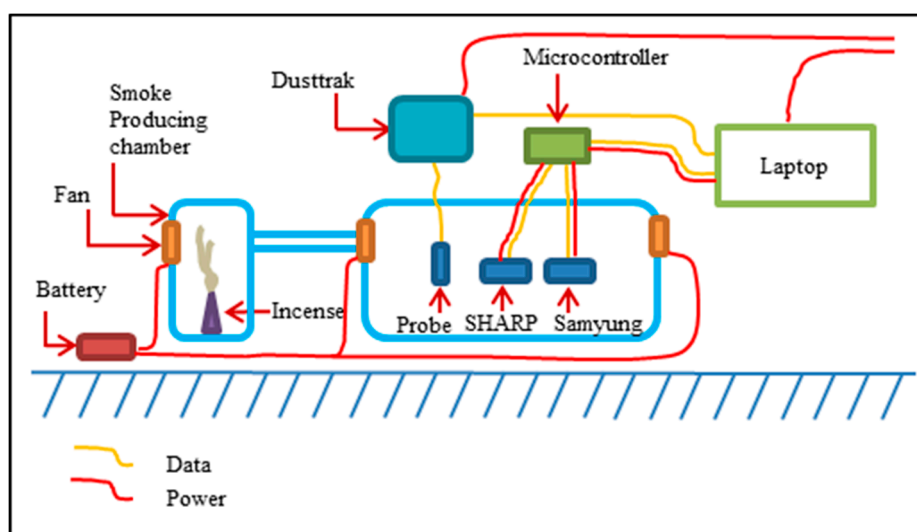 Microcontroller
Dusttrak
Smoke
Producing
chamber
Laptop
Fan
Battery
Incense
Probe
SHARP
Samyung
Data
Power